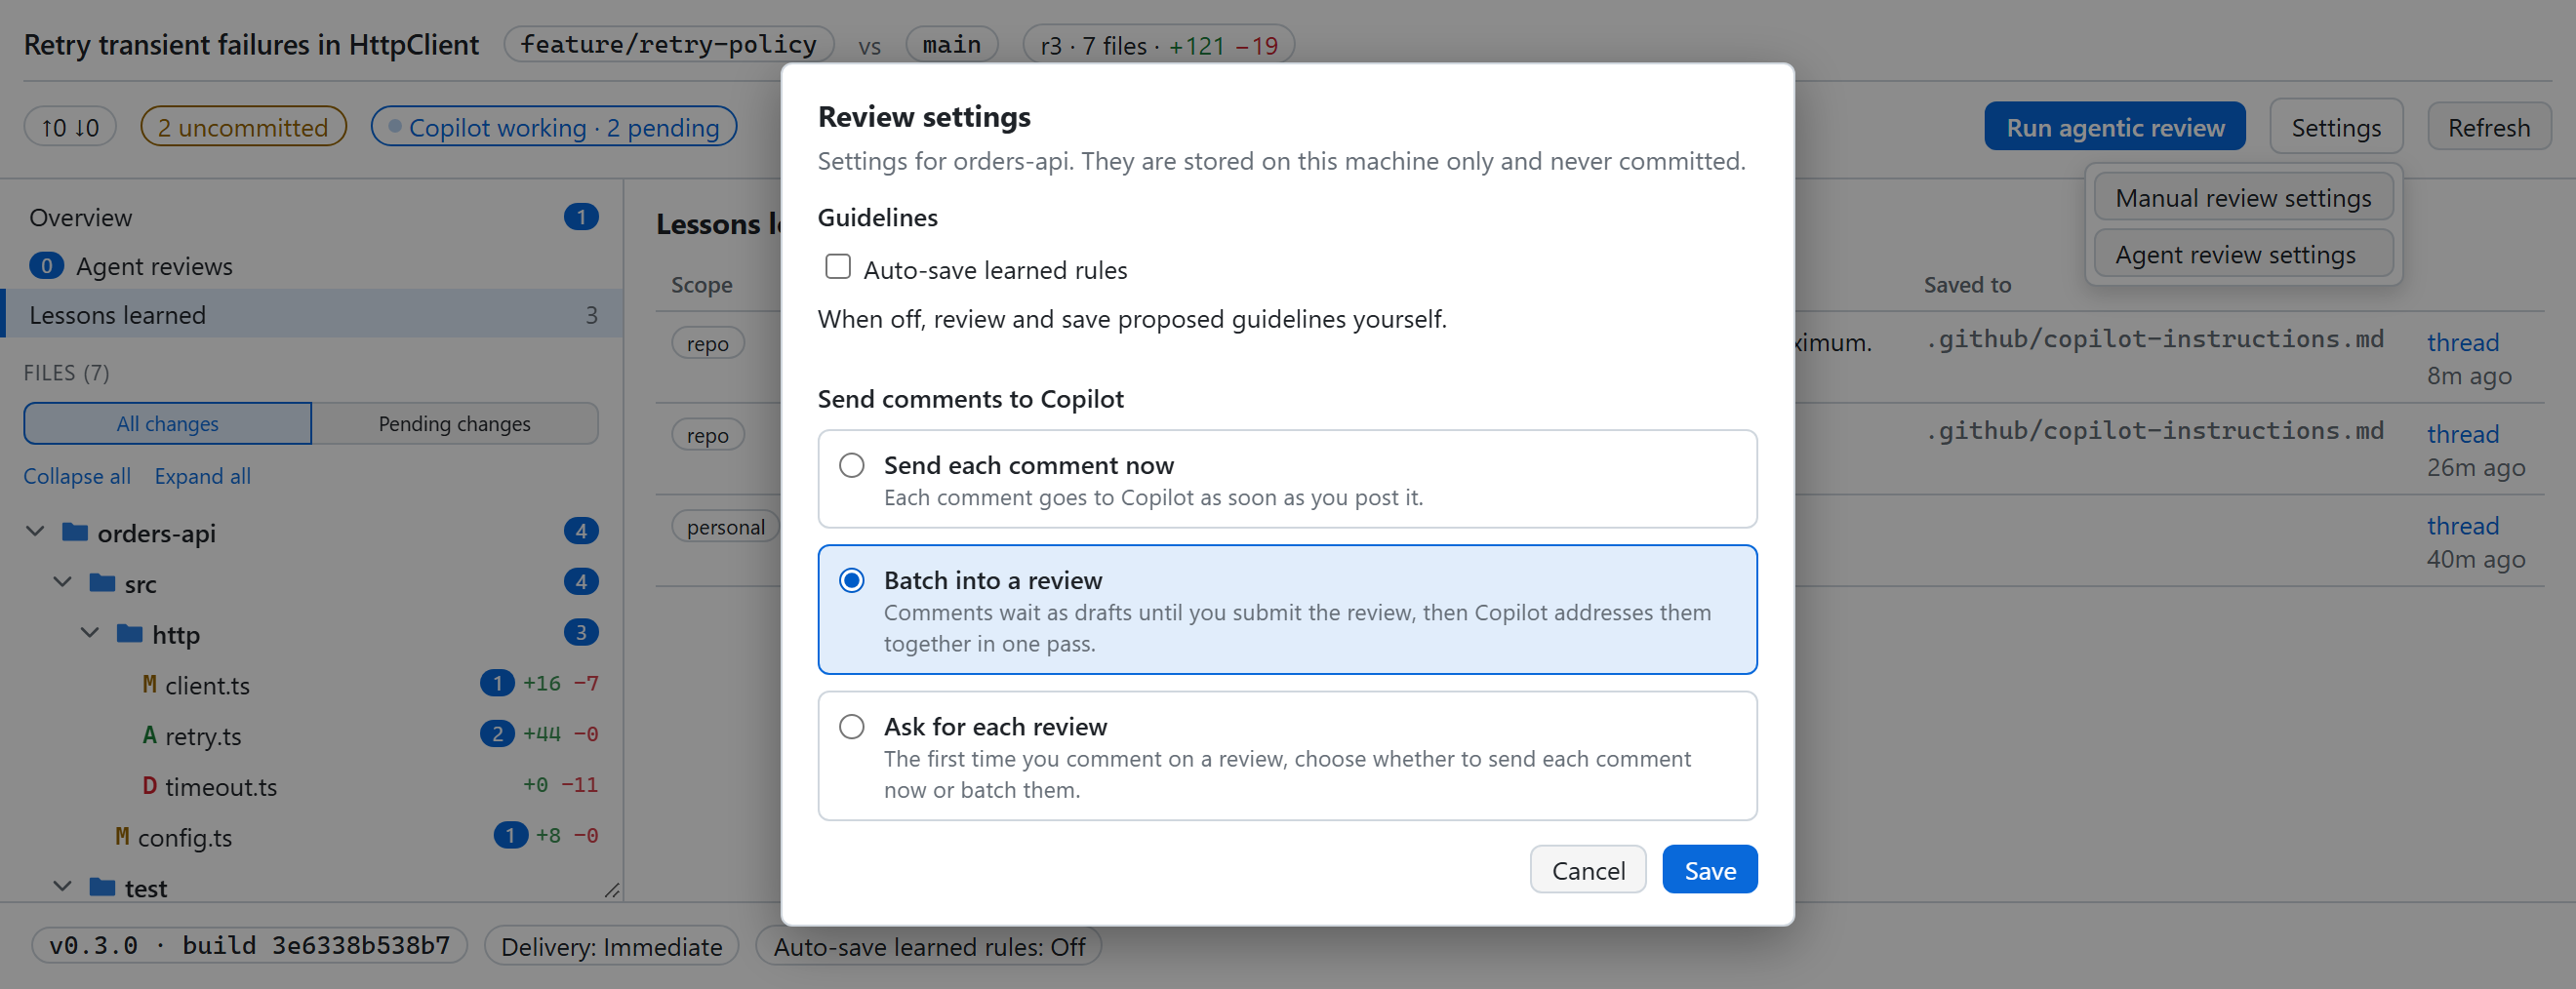 Retry transient failures in HttpClient feature/retry-policy vs main r3 · 7 files · +121 −19
↑0 ↓0 2 uncommitted Copilot working · 2 pending
Run agentic review Settings Refresh
Manual review settings
Agent review settings
Overview 1
0 Agent reviews
Lessons learned 3
FILES (7)
All changes Pending changes
Collapse all Expand all
orders-api 4
src 4
http 3
M client.ts 1 +16 −7
A retry.ts 2 +44 −0
D timeout.ts +0 −11
M config.ts 1 +8 −0
test
Lessons
Scope Saved to
repo .github/copilot-instructions.md thread
8m ago
repo .github/copilot-instructions.md thread
26m ago
personal thread
40m ago
Review settings
Settings for orders-api. They are stored on this machine only and never committed.
Guidelines
Auto-save learned rules
When off, review and save proposed guidelines yourself.
Send comments to Copilot
Send each comment now
Each comment goes to Copilot as soon as you post it.
Batch into a review
Comments wait as drafts until you submit the review, then Copilot addresses them
together in one pass.
Ask for each review
The first time you comment on a review, choose whether to send each comment
now or batch them.
Cancel Save
v0.3.0 · build 3e6338b538b7 Delivery: Immediate Auto-save learned rules: Off